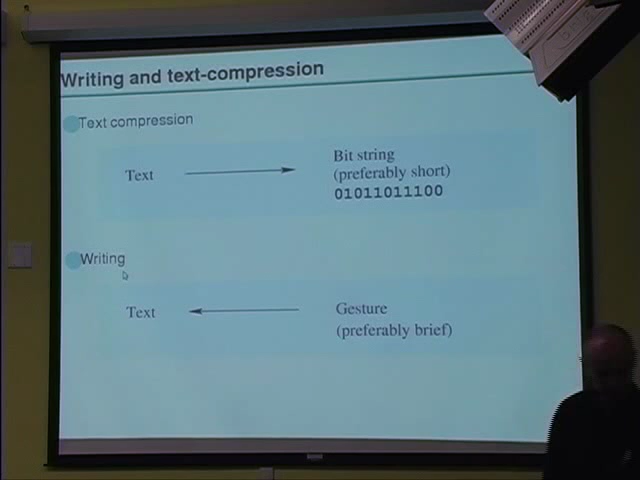 Writing and text-compression
Text compression
Text
Bit string
(preferably short)
01011011100
Writing
Text
Gesture
(preferably brief)